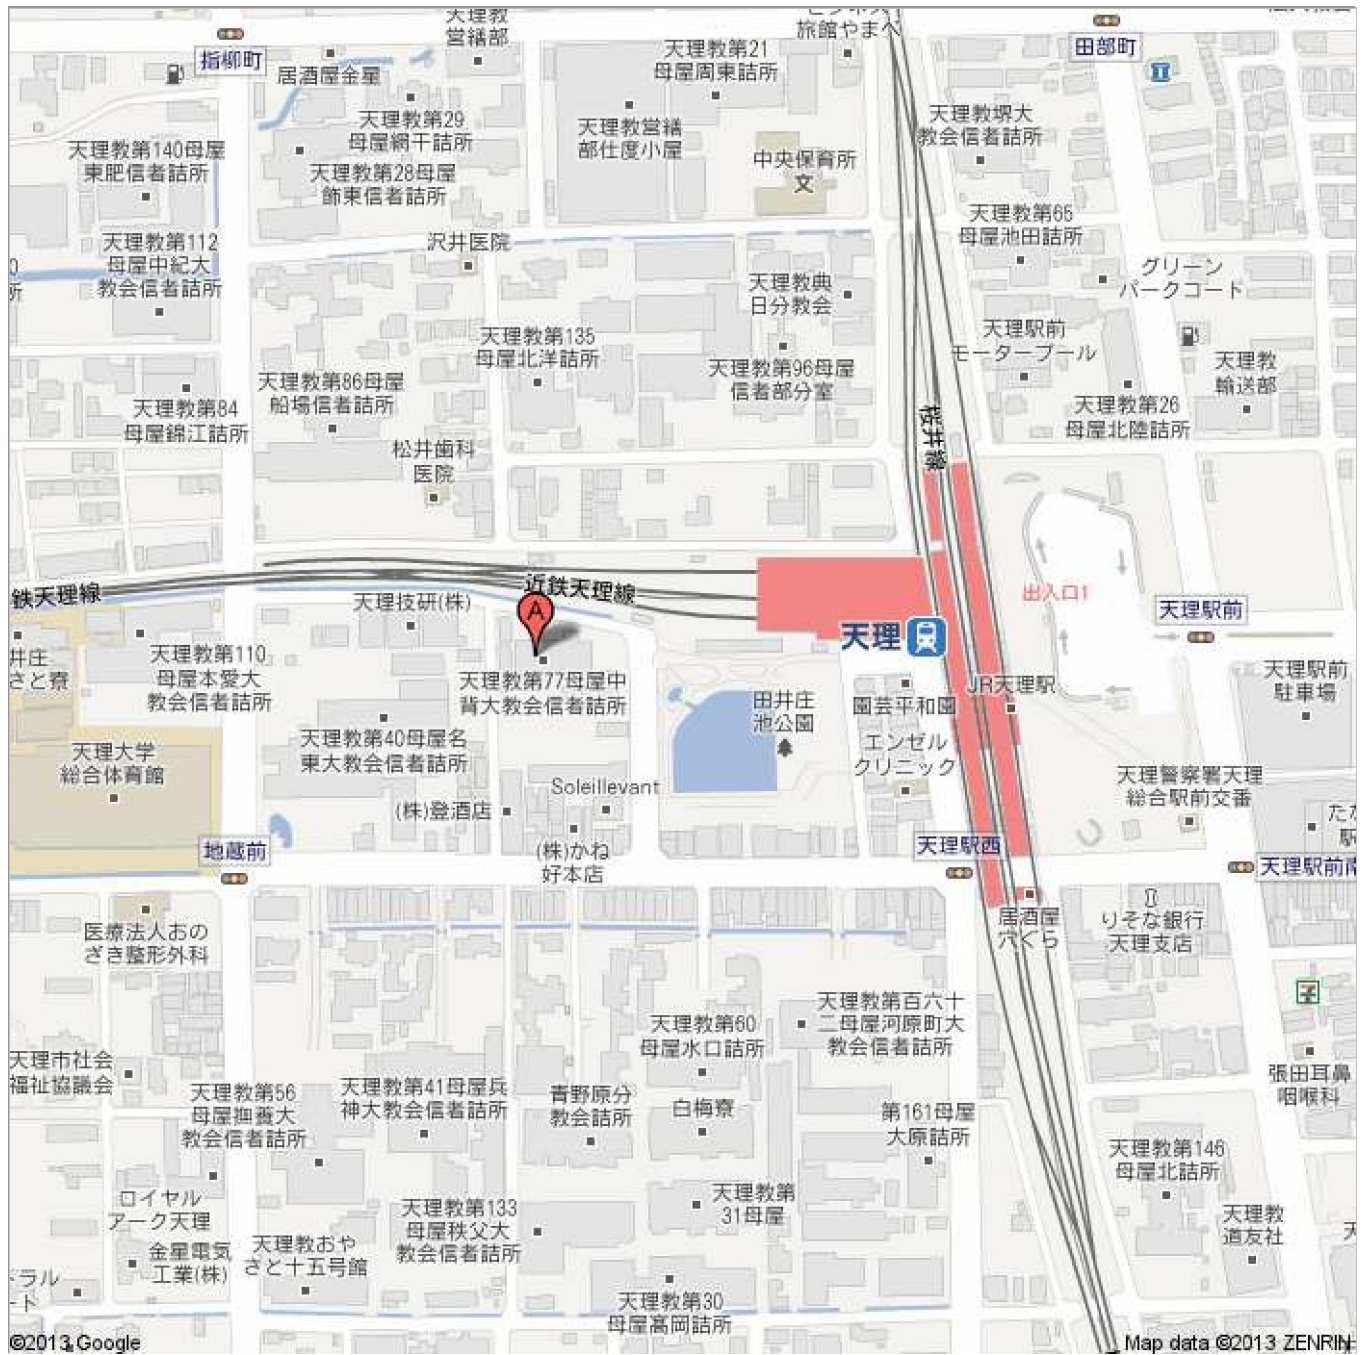 天理教
営繕部
旅館やまべ
指柳町
居酒屋金星
天理教第21
母屋周東詰所
田部町
天理教第29
母屋網干詰所
天理教営繕
部仕度小屋
天理教堺大
教会信者詰所
天理教第140母屋
東肥信者詰所
天理教第28母屋
飾東信者詰所
中央保育所
文
天理教第65
母屋池田詰所
天理教第112
母屋中紀大
教会信者詰所
沢井医院
グリーン
パークコート
天理教典
日分教会
天理教第135
母屋北洋詰所
天理駅前
モータープール
天理教第86母屋
船場信者詰所
天理教第96母屋
信者部分室
天理教
輸送部
天理教第84
母屋錦江詰所
天理教第26
母屋北陸詰所
桜井線
松井歯科
医院
鉄天理線
近鉄天理線
天理技研(株)
A
出入口1
天理駅前
天理
井庄
さと寮
天理教第110
母屋本愛大
教会信者詰所
天理教第77母屋中
背大教会信者詰所
田井庄
池公園
園芸平和園
JR天理駅
天理駅前
駐車場
天理大学
総合体育館
天理教第40母屋名
東大教会信者詰所
エンゼル
クリニック
天理警察署天理
総合駅前交番
Soleillevant
(株)登酒店
地蔵前
(株)かね
好本店
天理駅西
天理駅前南
居酒屋
穴ぐら
医療法人おの
ざき整形外科
りそな銀行
天理支店
天理教第百六十
二母屋河原町大
教会信者詰所
天理教第60
母屋水口詰所
天理市社会
福祉協議会
天理教第56
母屋撫養大
教会信者詰所
天理教第41母屋兵
神大教会信者詰所
青野原分
教会詰所
白梅寮
第161母屋
大原詰所
張田耳鼻
咽喉科
天理教第146
母屋北詰所
ロイヤル
アーク天理
天理教第133
母屋秩父大
教会信者詰所
天理教第
31母屋
天理教
道友社
金星電気
工業(株)
天理教おや
さと十五号館
天理教第30
母屋髙岡詰所
©2013 Google
Map data ©2013 ZENRIN